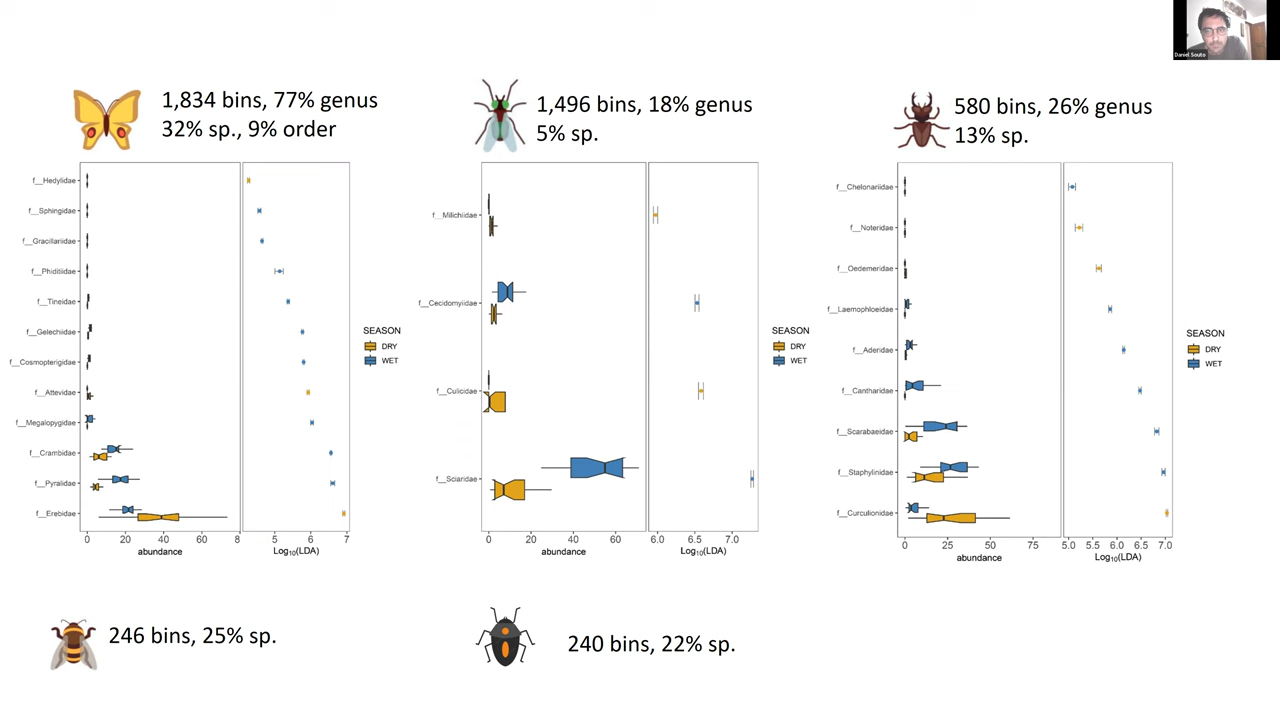 Daniel Souto
1,834 bins, 77% genus
32% sp., 9% order
f__Hedylidae
f__Sphingidae
f__Gracillariidae
f__Phiditiidae
f__Tineidae
f__Gelechiidae
f__Cosmopterigidae
f__Attevidae
f__Megalopygidae
f__Crambidae
f__Pyralidae
f__Erebidae
0 20 40 60 8
abundance
5 6 7
Log10(LDA)
SEASON
DRY
WET
1,496 bins, 18% genus
5% sp.
f__Milichiidae
f__Cecidomyiidae
f__Culicidae
f__Sciaridae
0 20 40 60
abundance
6.0 6.5 7.0
Log10(LDA)
SEASON
DRY
WET
580 bins, 26% genus
13% sp.
f__Chelonariidae
f__Noteridae
f__Oedemeridae
f__Laemophloeidae
f__Aderidae
f__Cantharidae
f__Scarabaeidae
f__Staphylinidae
f__Curculionidae
0 25 50 75
abundance
5.0 5.5 6.0 6.5 7.0
Log10(LDA)
SEASON
DRY
WET
246 bins, 25% sp.
240 bins, 22% sp.